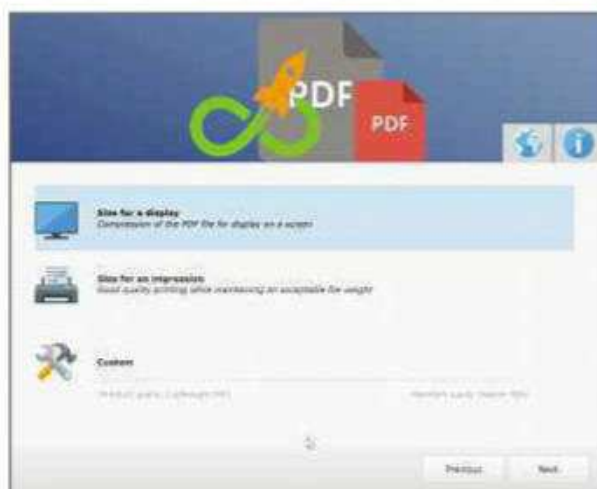 PDF
PDF
Size for a display
Compression of the PDF file for display on a screen
Size for an impression
Good quality printing while maintaining an acceptable file weight
Custom
Previous
Next